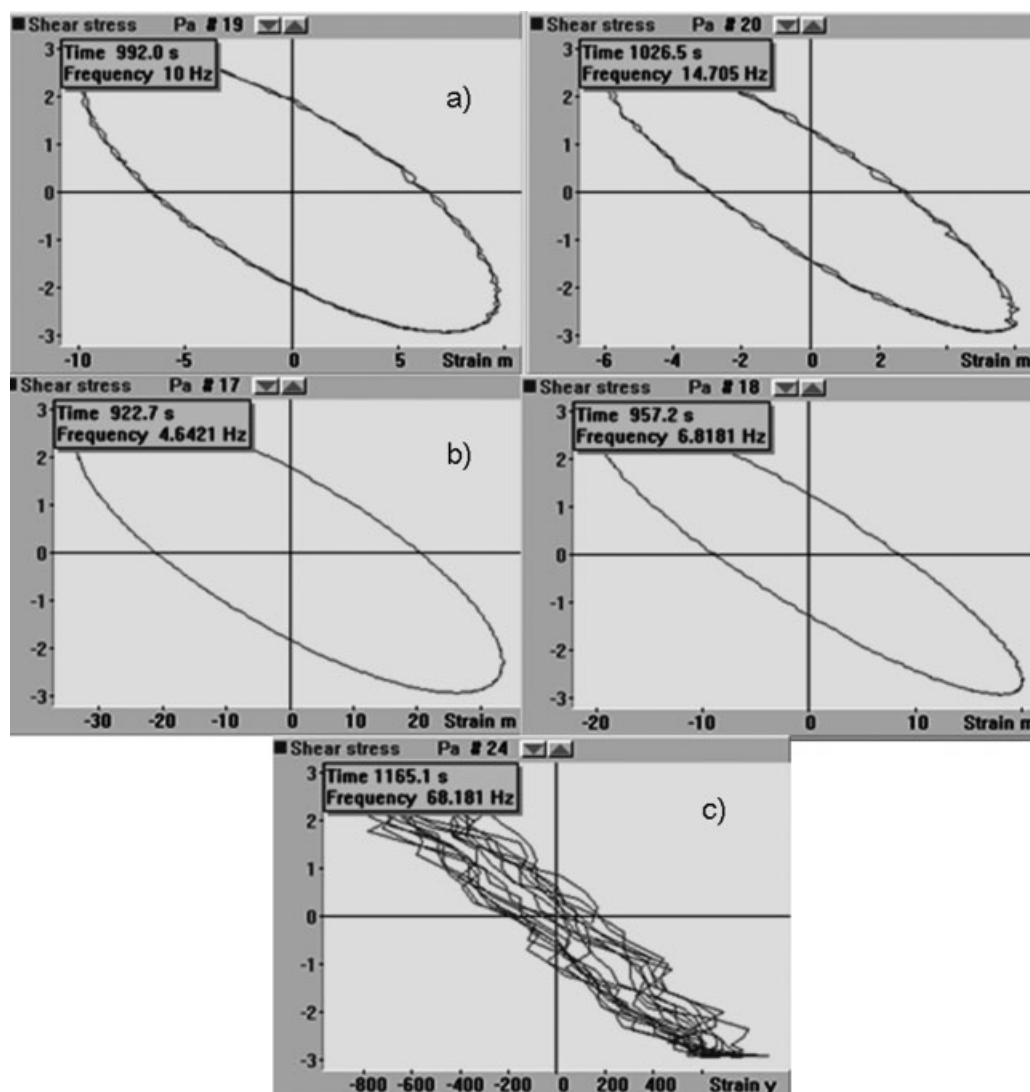 Shear stress Pa # 19
Time 992.0 s
Frequency 10 Hz
a)
3
2
1
0
-1
-2
-3
-10 -5 0 5 Strain m
Shear stress Pa # 20
Time 1026.5 s
Frequency 14.705 Hz
3
2
1
0
-1
-2
-3
-6 -4 -2 0 2 Strain m
Shear stress Pa # 17
Time 922.7 s
Frequency 4.6421 Hz
b)
3
2
1
0
-1
-2
-3
-30 -20 -10 0 10 20 Strain m
Shear stress Pa # 18
Time 957.2 s
Frequency 6.8181 Hz
3
2
1
0
-1
-2
-3
-20 -10 0 10 Strain m
Shear stress Pa # 24
Time 1165.1 s
Frequency 68.181 Hz
c)
3
2
1
0
-1
-2
-3
-800 -600 -400 -200 0 200 400 Strain y